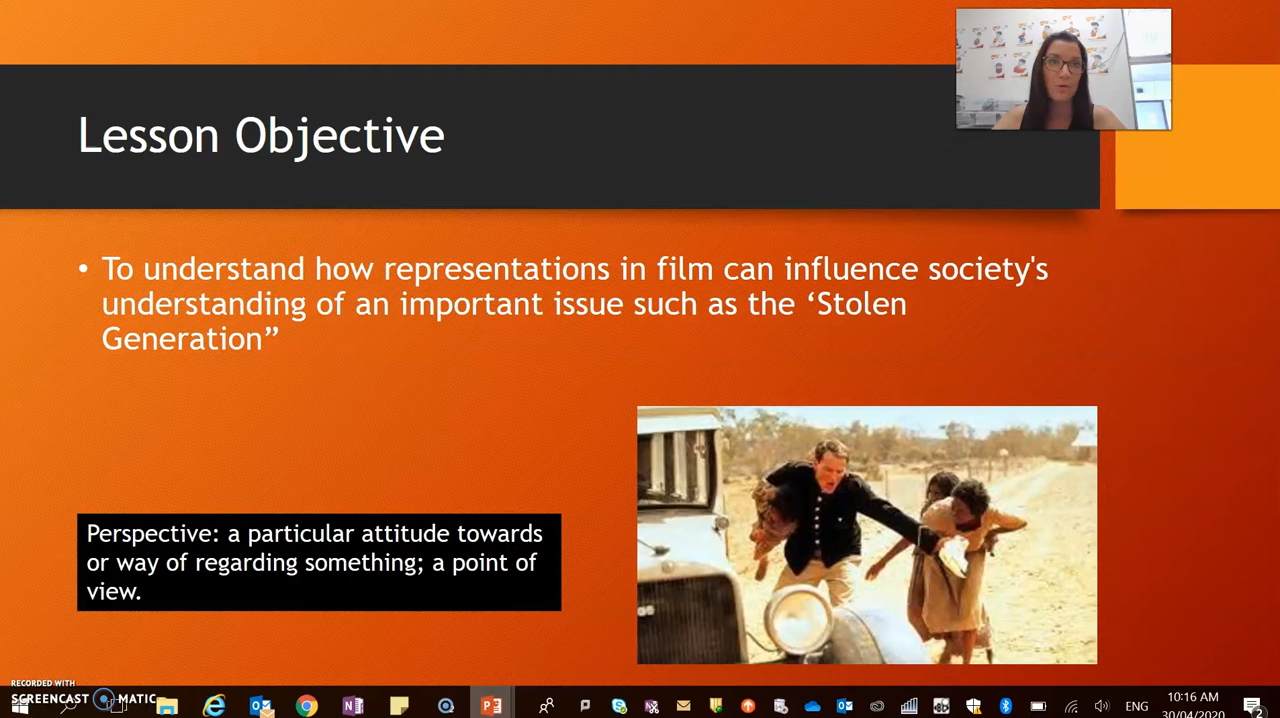 Lesson Objective
• To understand how representations in film can influence society's
understanding of an important issue such as the ‘Stolen
Generation”
Perspective: a particular attitude towards
or way of regarding something; a point of
view.
RECORDED WITH
SCREENCAST MATIC
ENG
10:16 AM
30/04/2020
2